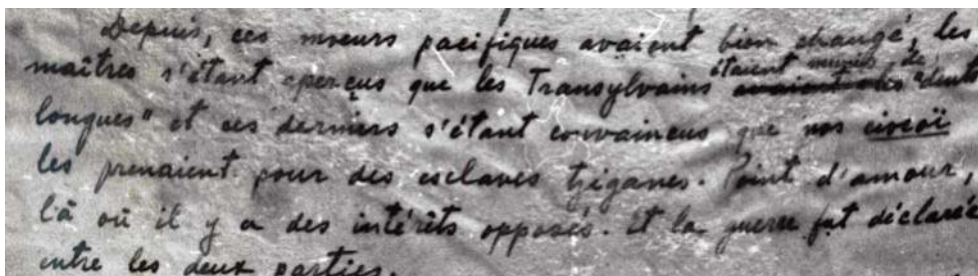 Depuis, ces moeurs pacifiques avaient bien changé, les
maîtres s'étant aperçus que les Transylvains étaient munis de "dents
longues" et ces derniers s'étant convaincus que nos ciocoï
les prenaient pour des esclaves tziganes. Point d'amour,
là où il y a des intérêts opposés. Et la guerre fut déclarée
entre les deux parties.